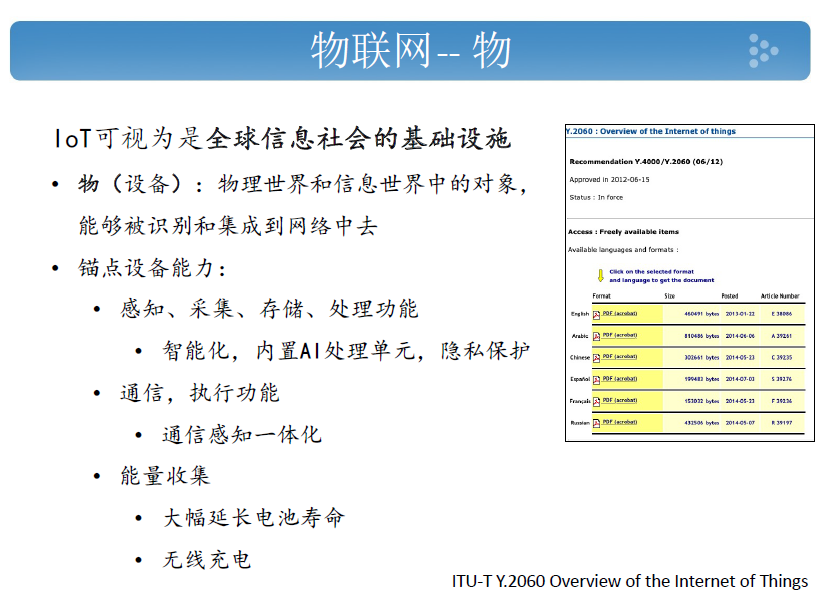 物联网-- 物
IoT可视为是全球信息社会的基础设施
• 物（设备）：物理世界和信息世界中的对象，
能够被识别和集成到网络中去
• 锚点设备能力：
• 感知、采集、存储、处理功能
• 智能化，内置AI处理单元，隐私保护
• 通信，执行功能
• 通信感知一体化
• 能量收集
• 大幅延长电池寿命
• 无线充电
Y.2060 : Overview of the Internet of things
Recommendation Y.4000/Y.2060 (06/12)
Approved in 2012-06-15
Status : In force
Access : Freely available items
Available languages and formats :
Click on the selected format
and language to get the document
Format Size Posted Article Number
English PDF (acrobat) 460491 bytes 2013-01-22 E 38086
Arabic PDF (acrobat) 810486 bytes 2014-06-06 A 39261
Chinese PDF (acrobat) 302661 bytes 2014-05-23 C 39235
Español PDF (acrobat) 199483 bytes 2014-07-03 S 39276
Français PDF (acrobat) 153032 bytes 2014-05-23 F 39236
Russian PDF (acrobat) 432506 bytes 2014-05-07 R 39197
ITU-T Y.2060 Overview of the Internet of Things